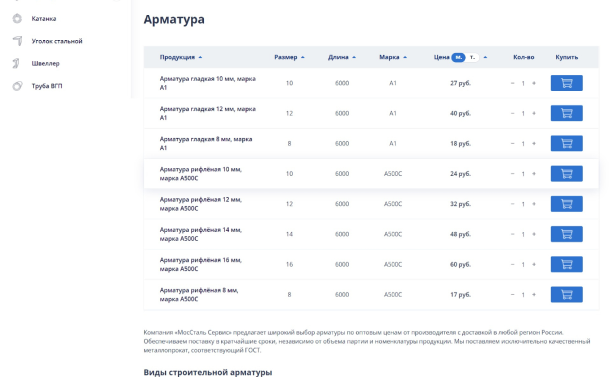 Катанка
Уголок стальной
Швеллер
Труба ВГП
Арматура
Продукция Размер Длина Марка Цена м. т. Кол-во Купить
Арматура гладкая 10 мм, марка
А1 10 6000 А1 27 руб. − 1 +
Арматура гладкая 12 мм, марка
А1 12 6000 А1 40 руб. − 1 +
Арматура гладкая 8 мм, марка
А1 8 6000 А1 18 руб. − 1 +
Арматура рифлёная 10 мм,
марка А500С 10 6000 А500С 24 руб. − 1 +
Арматура рифлёная 12 мм,
марка А500С 12 6000 А500С 32 руб. − 1 +
Арматура рифлёная 14 мм,
марка А500С 14 6000 А500С 48 руб. − 1 +
Арматура рифлёная 16 мм,
марка А500С 16 6000 А500С 60 руб. − 1 +
Арматура рифлёная 8 мм,
марка А500С 8 6000 А500С 17 руб. − 1 +
Компания «МосСталь Сервис» предлагает широкий выбор арматуры по оптовым ценам от производителя с доставкой в любой регион России.
Обеспечиваем поставку в кратчайшие сроки, независимо от объема партии и номенклатуры продукции. Мы поставляем исключительно качественный
металлопрокат, соответствующий ГОСТ.
Виды строительной арматуры